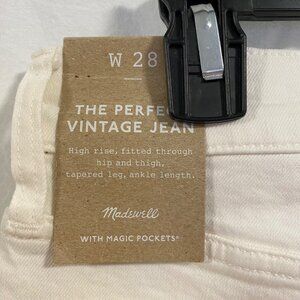 W 28
THE PERFE
VINTAGE JEAN
High rise, fitted through
hip and thigh,
tapered leg, ankle length.
Madewell
WITH MAGIC POCKETS®